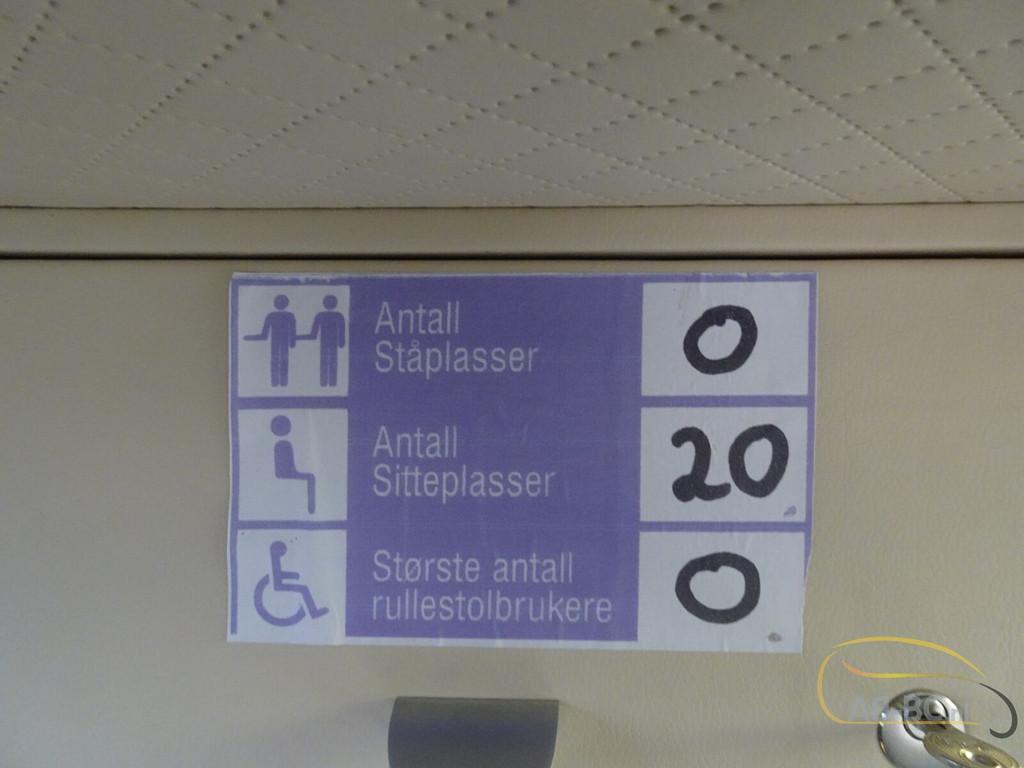 Antall
Ståplasser
0
Antall
Sitteplasser
20
Største antall
rullestolbrukere
0